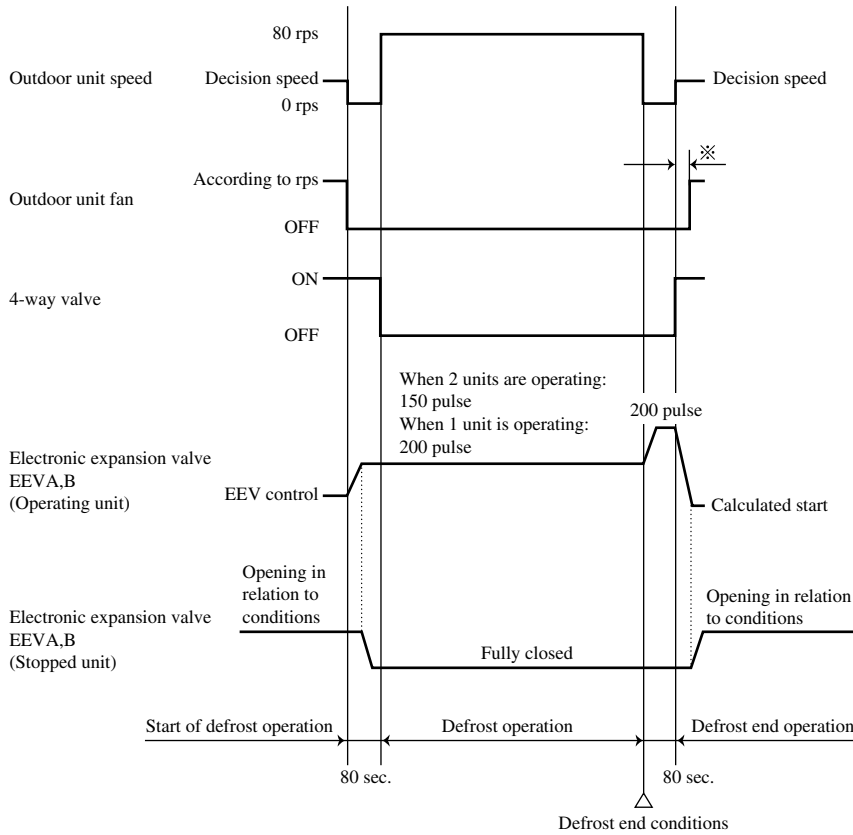 80 rps
Outdoor unit speed
Decision speed
Decision speed
0 rps
※
According to rps
Outdoor unit fan
OFF
ON
4-way valve
OFF
When 2 units are operating:
150 pulse
When 1 unit is operating:
200 pulse
200 pulse
Electronic expansion valve
EEVA,B
(Operating unit)
EEV control
Calculated start
Opening in
relation to
conditions
Opening in relation
to conditions
Electronic expansion valve
EEVA,B
(Stopped unit)
Fully closed
Start of defrost operation
Defrost operation
Defrost end operation
80 sec.
80 sec.
Defrost end conditions